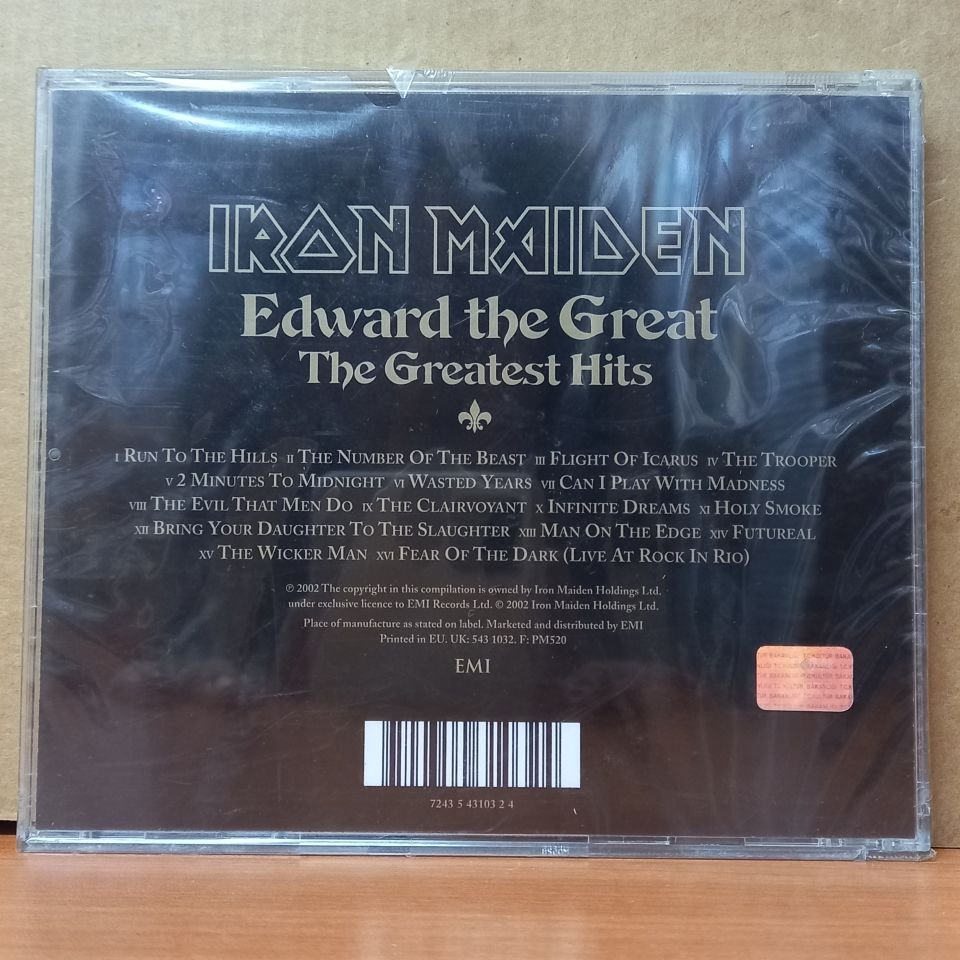 IRON MAIDEN
Edward the Great
The Greatest Hits
I RUN TO THE HILLS II THE NUMBER OF THE BEAST III FLIGHT OF ICARUS IV THE TROOPER
V 2 MINUTES TO MIDNIGHT VI WASTED YEARS VII CAN I PLAY WITH MADNESS
VIII THE EVIL THAT MEN DO IX THE CLAIRVOYANT X INFINITE DREAMS XI HOLY SMOKE
XII BRING YOUR DAUGHTER TO THE SLAUGHTER XIII MAN ON THE EDGE XIV FUTUREAL
XV THE WICKER MAN XVI FEAR OF THE DARK (LIVE AT ROCK IN RIO)
℗ 2002 The copyright in this compilation is owned by Iron Maiden Holdings Ltd.
under exclusive licence to EMI Records Ltd. © 2002 Iron Maiden Holdings Ltd.
Place of manufacture as stated on label. Marketed and distributed by EMI
Printed in EU. UK: 543 1032. F: PM520
EMI
TÜR BAKANLIĞI T.C.KÜLTÜR BAKA
7243 5 43103 2 4